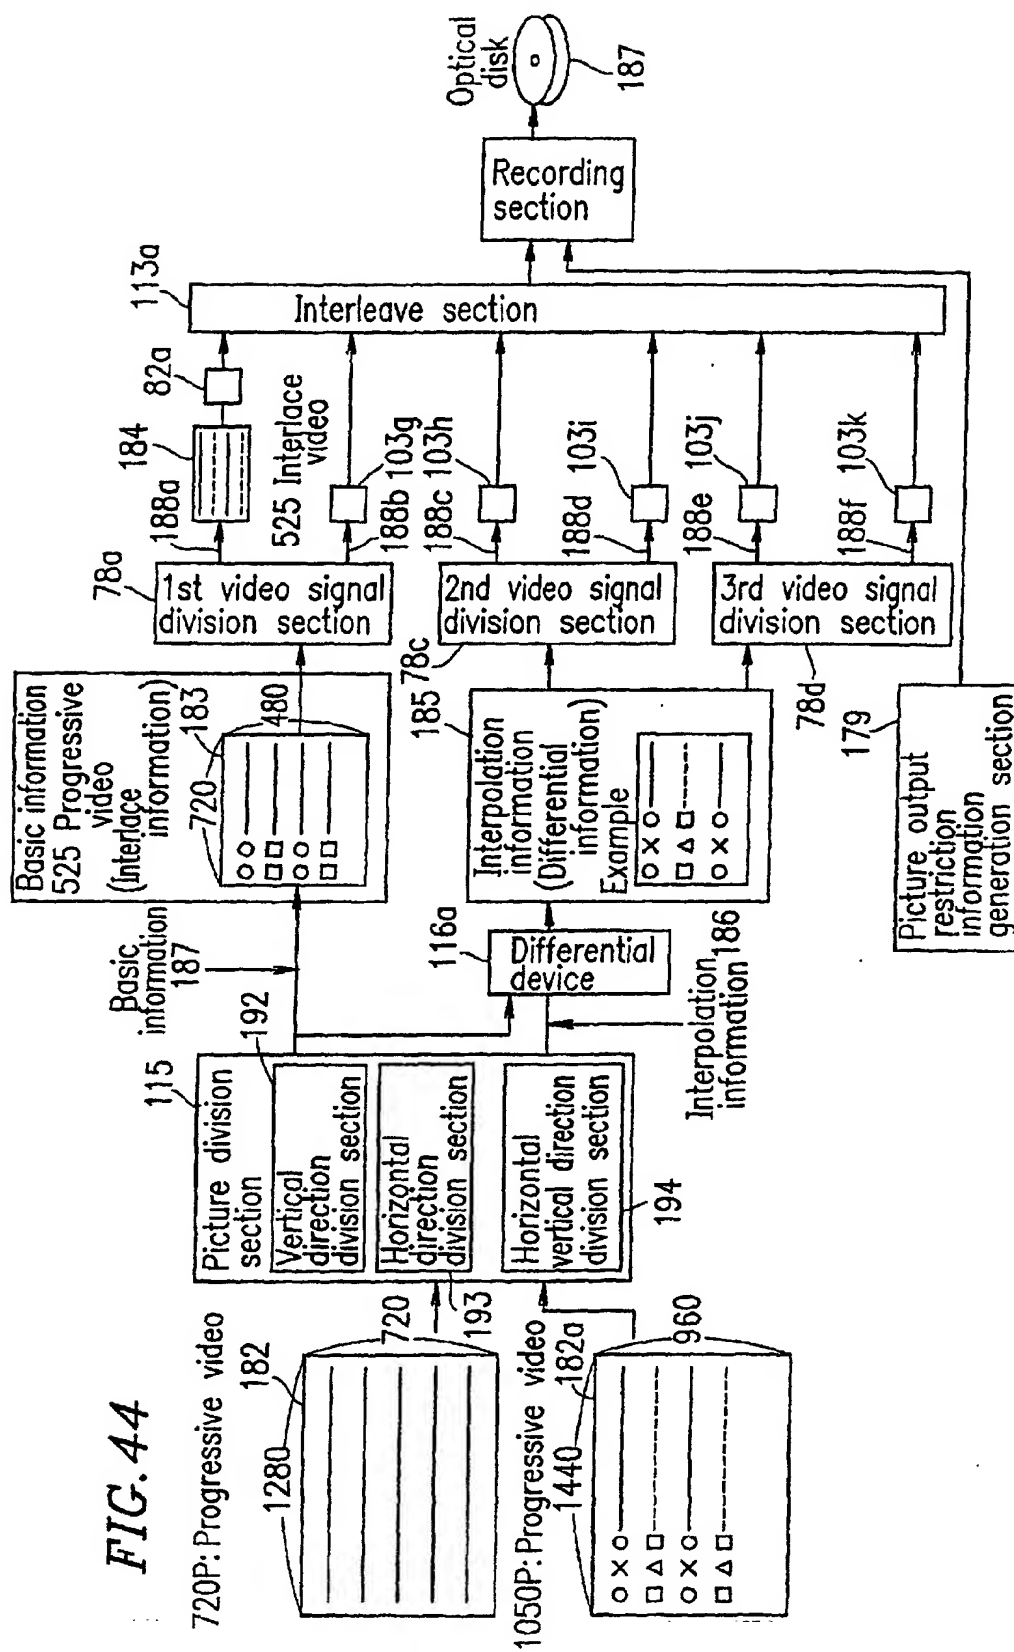 FIG. 44
720P: Progressive video
1280
182
720
1050P: Progressive video
1440
182a
960
115
Picture division
section
192
Vertical
direction
division section
Horizontal
direction
division section
193
Horizontal
vertical direction
division section
194
Basic
information
187
116a
Differential
device
Interpolation
information
186
Basic information
525 Progressive
video
(Interlace
information)
183
720
480
185
Interpolation
information
(Differential
information)
Example
78a
1st video signal
division section
2nd video signal
division section
78c
3rd video signal
division section
78d
179
Picture output
restriction
information
generation section
188a
184
82a
525 Interlace
video
188b
103g
188c
103h
188d
103i
188e
103j
188f
103k
113a
Interleave section
Recording
section
Optical
disk
187